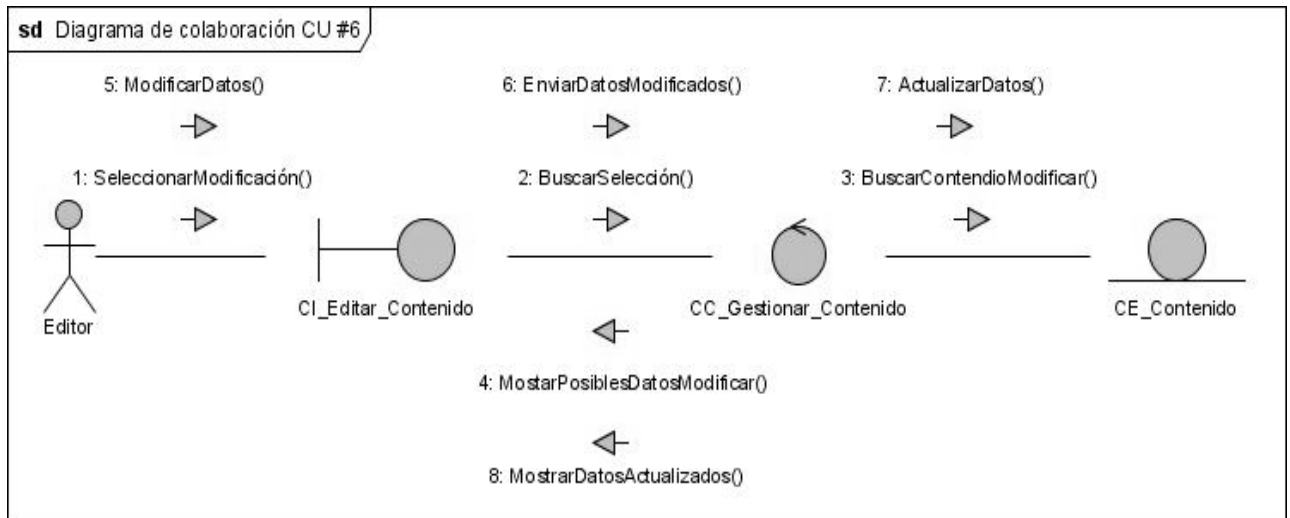 sd Diagrama de colaboración CU #6
5: ModificarDatos()
6: EnviarDatosModificados()
7: ActualizarDatos()
1: SeleccionarModificación()
2: BuscarSelección()
3: BuscarContendioModificar()
Editor
CI_Editar_Contenido
CC_Gestionar_Contenido
CE_Contenido
4: MostarPosiblesDatosModificar()
8: MostrarDatosActualizados()